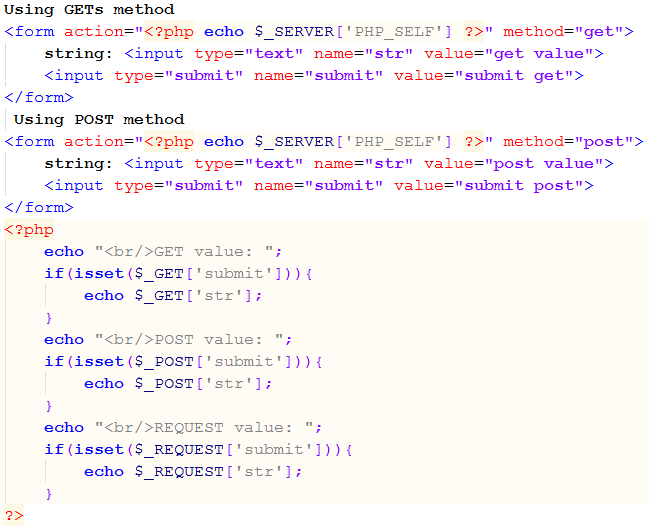 Using GETs method
<form action="<?php echo $_SERVER['PHP_SELF'] ?>" method="get">
string: <input type="text" name="str" value="get value">
<input type="submit" name="submit" value="submit get">
</form>
Using POST method
<form action="<?php echo $_SERVER['PHP_SELF'] ?>" method="post">
string: <input type="text" name="str" value="post value">
<input type="submit" name="submit" value="submit post">
</form>
<?php
echo "<br/>GET value: ";
if(isset($_GET['submit'])){
echo $_GET['str'];
}
echo "<br/>POST value: ";
if(isset($_POST['submit'])){
echo $_POST['str'];
}
echo "<br/>REQUEST value: ";
if(isset($_REQUEST['submit'])){
echo $_REQUEST['str'];
}
?>